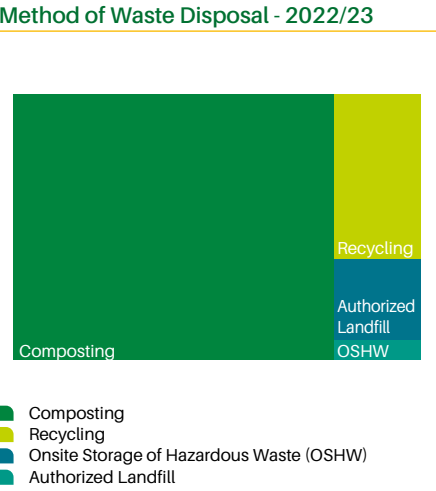 Method of Waste Disposal - 2022/23
Recycling
Authorized
Landfill
Composting
OSHW
Composting
Recycling
Onsite Storage of Hazardous Waste (OSHW)
Authorized Landfill